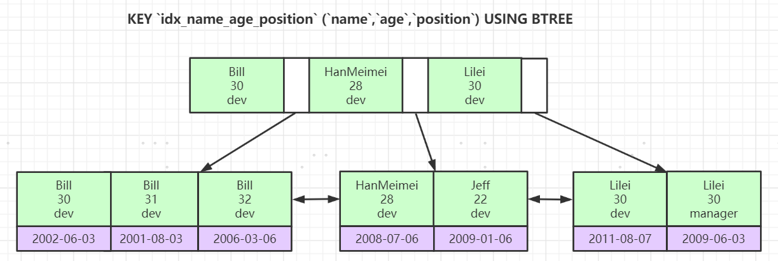 KEY `idx_name_age_position` (`name`,`age`,`position`) USING BTREE
Bill
30
dev
HanMeimei
28
dev
Lilei
30
dev
Bill
30
dev
2002-06-03
Bill
31
dev
2001-08-03
Bill
32
dev
2006-03-06
HanMeimei
28
dev
2008-07-06
Jeff
22
dev
2009-01-06
Lilei
30
dev
2011-08-07
Lilei
30
manager
2009-06-03